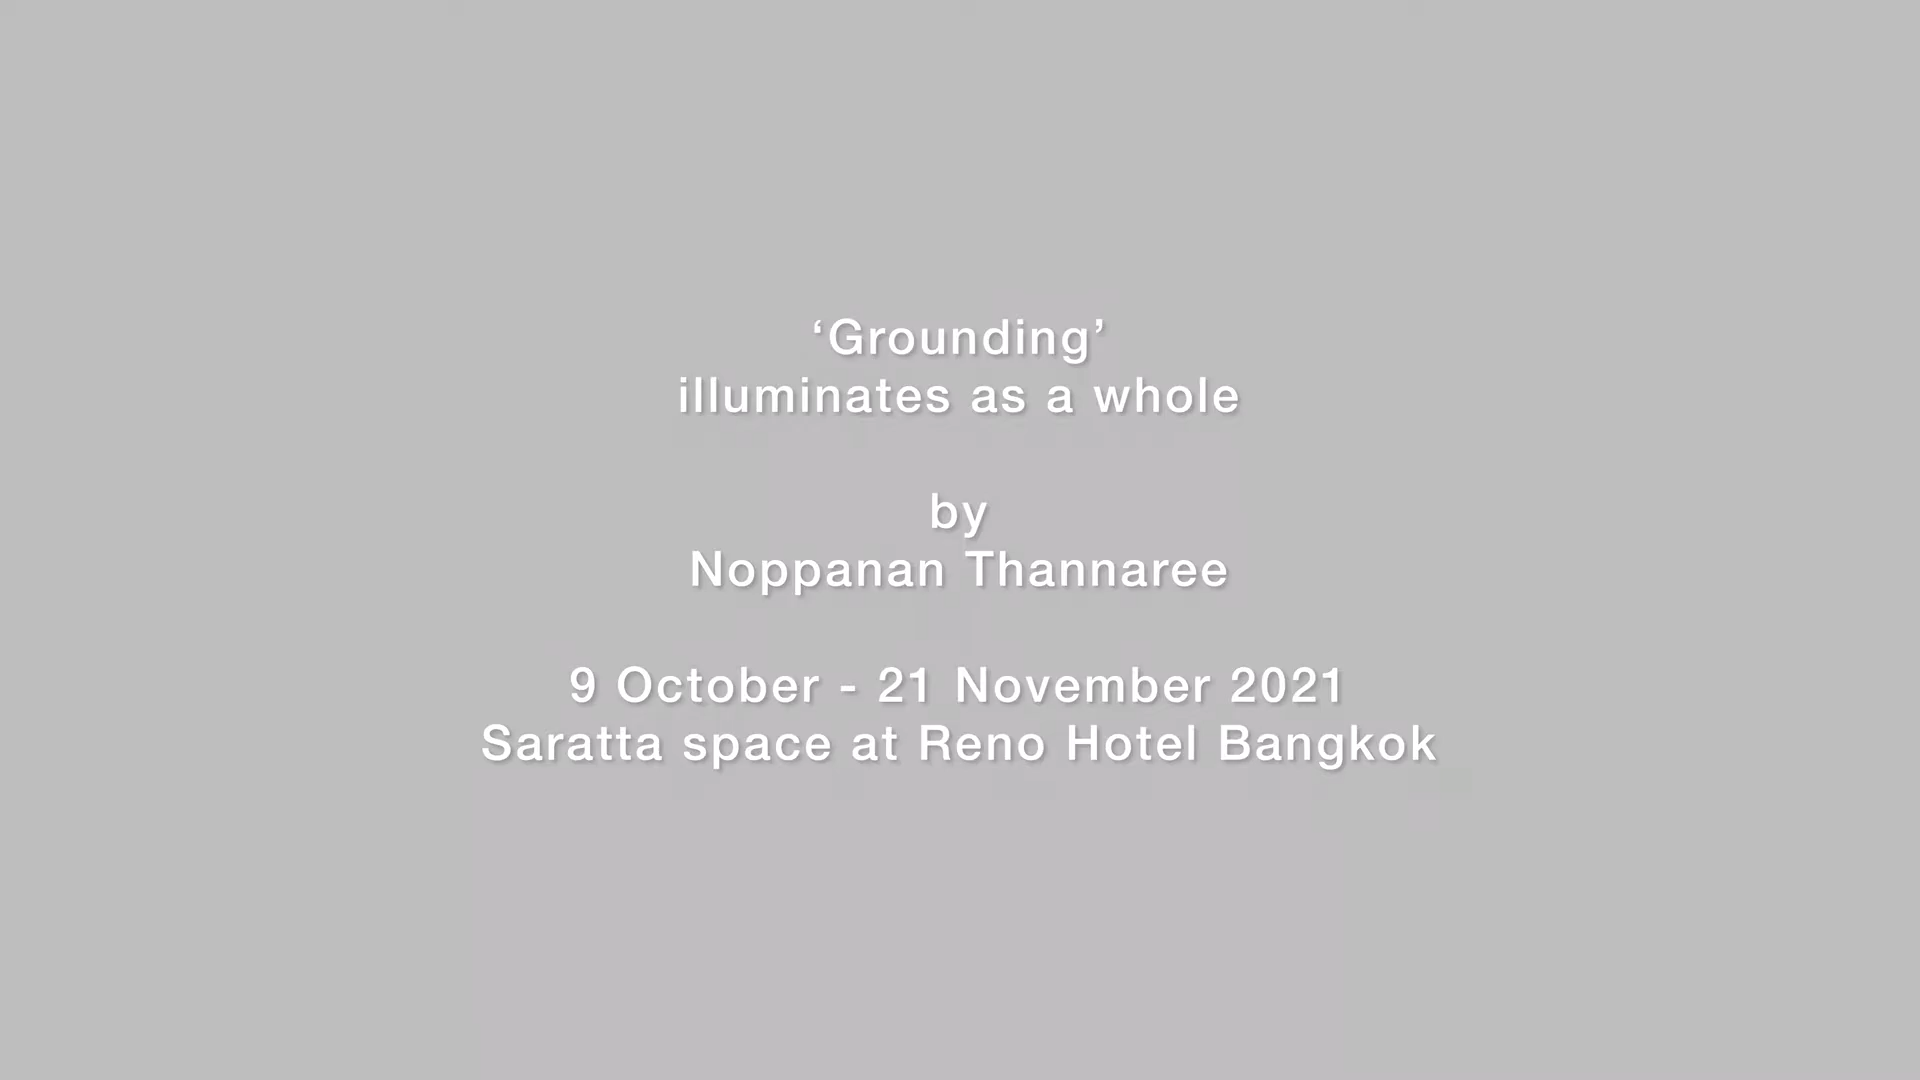 ‘Grounding’
illuminates as a whole
by
Noppanan Thannaree
9 October - 21 November 2021
Saratta space at Reno Hotel Bangkok